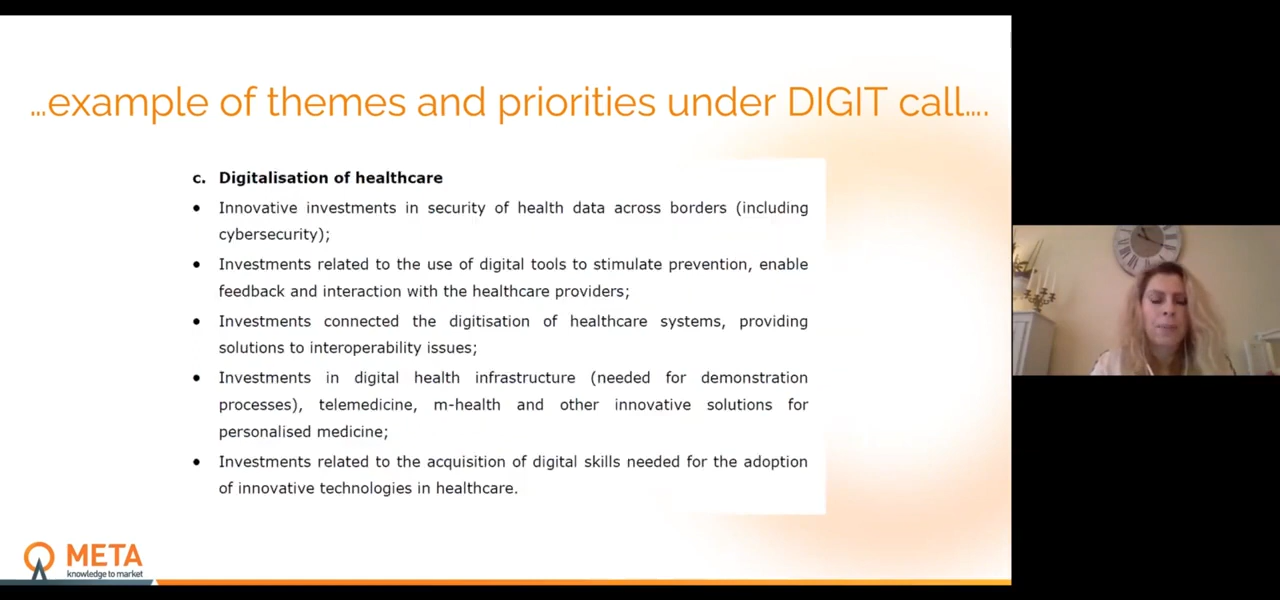 …example of themes and priorities under DIGIT call….
c. Digitalisation of healthcare
• Innovative investments in security of health data across borders (including
cybersecurity);
• Investments related to the use of digital tools to stimulate prevention, enable
feedback and interaction with the healthcare providers;
• Investments connected the digitisation of healthcare systems, providing
solutions to interoperability issues;
• Investments in digital health infrastructure (needed for demonstration
processes), telemedicine, m-health and other innovative solutions for
personalised medicine;
• Investments related to the acquisition of digital skills needed for the adoption
of innovative technologies in healthcare.
META
knowledge to market